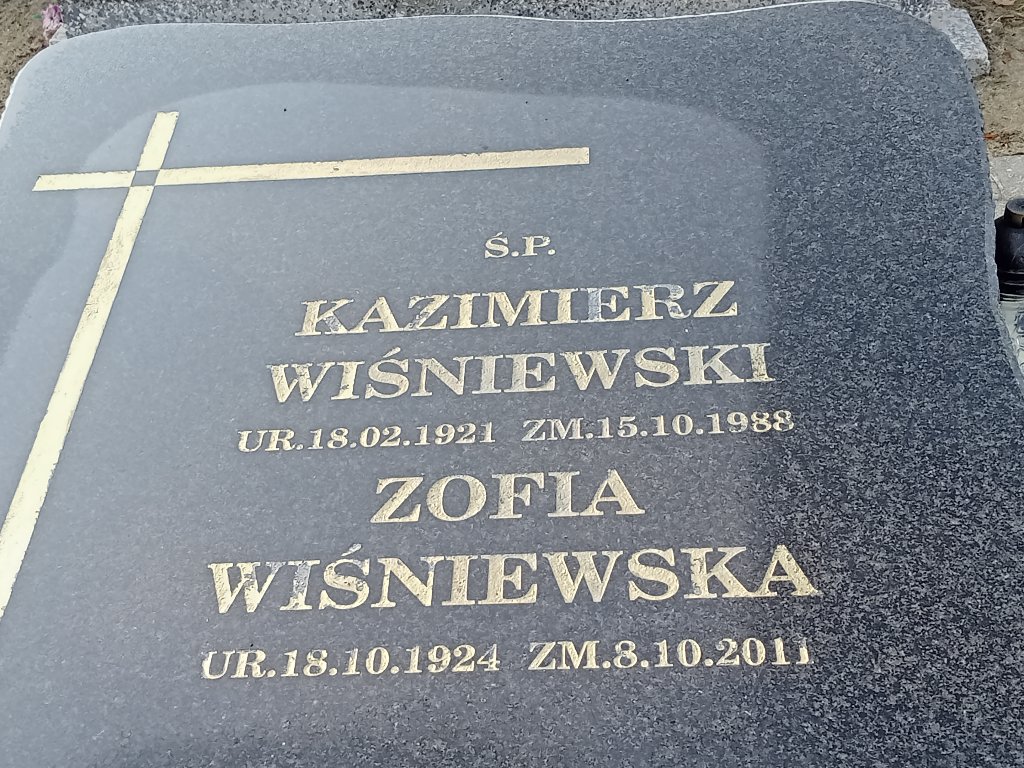 Ś.P.
KAZIMIERZ
WIŚNIEWSKI
UR.18.02.1921 ZM.15.10.1988
ZOFIA
WIŚNIEWSKA
UR.18.10.1924 ZM.8.10.2011